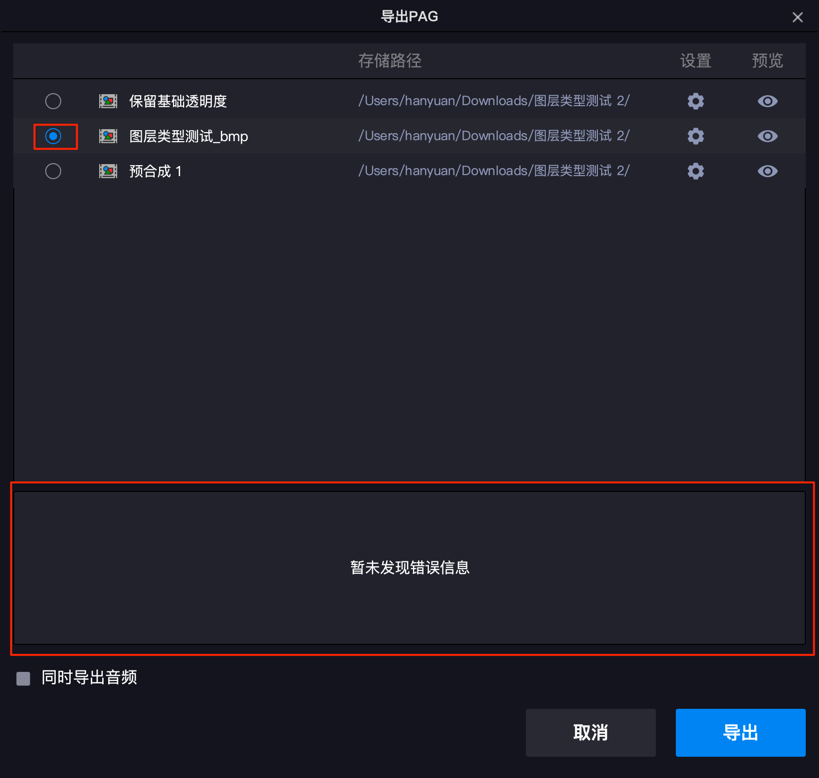 导出PAG
存储路径 设置 预览
保留基础透明度 /Users/hanyuan/Downloads/图层类型测试 2/
图层类型测试_bmp /Users/hanyuan/Downloads/图层类型测试 2/
预合成 1 /Users/hanyuan/Downloads/图层类型测试 2/
暂未发现错误信息
同时导出音频
取消 导出